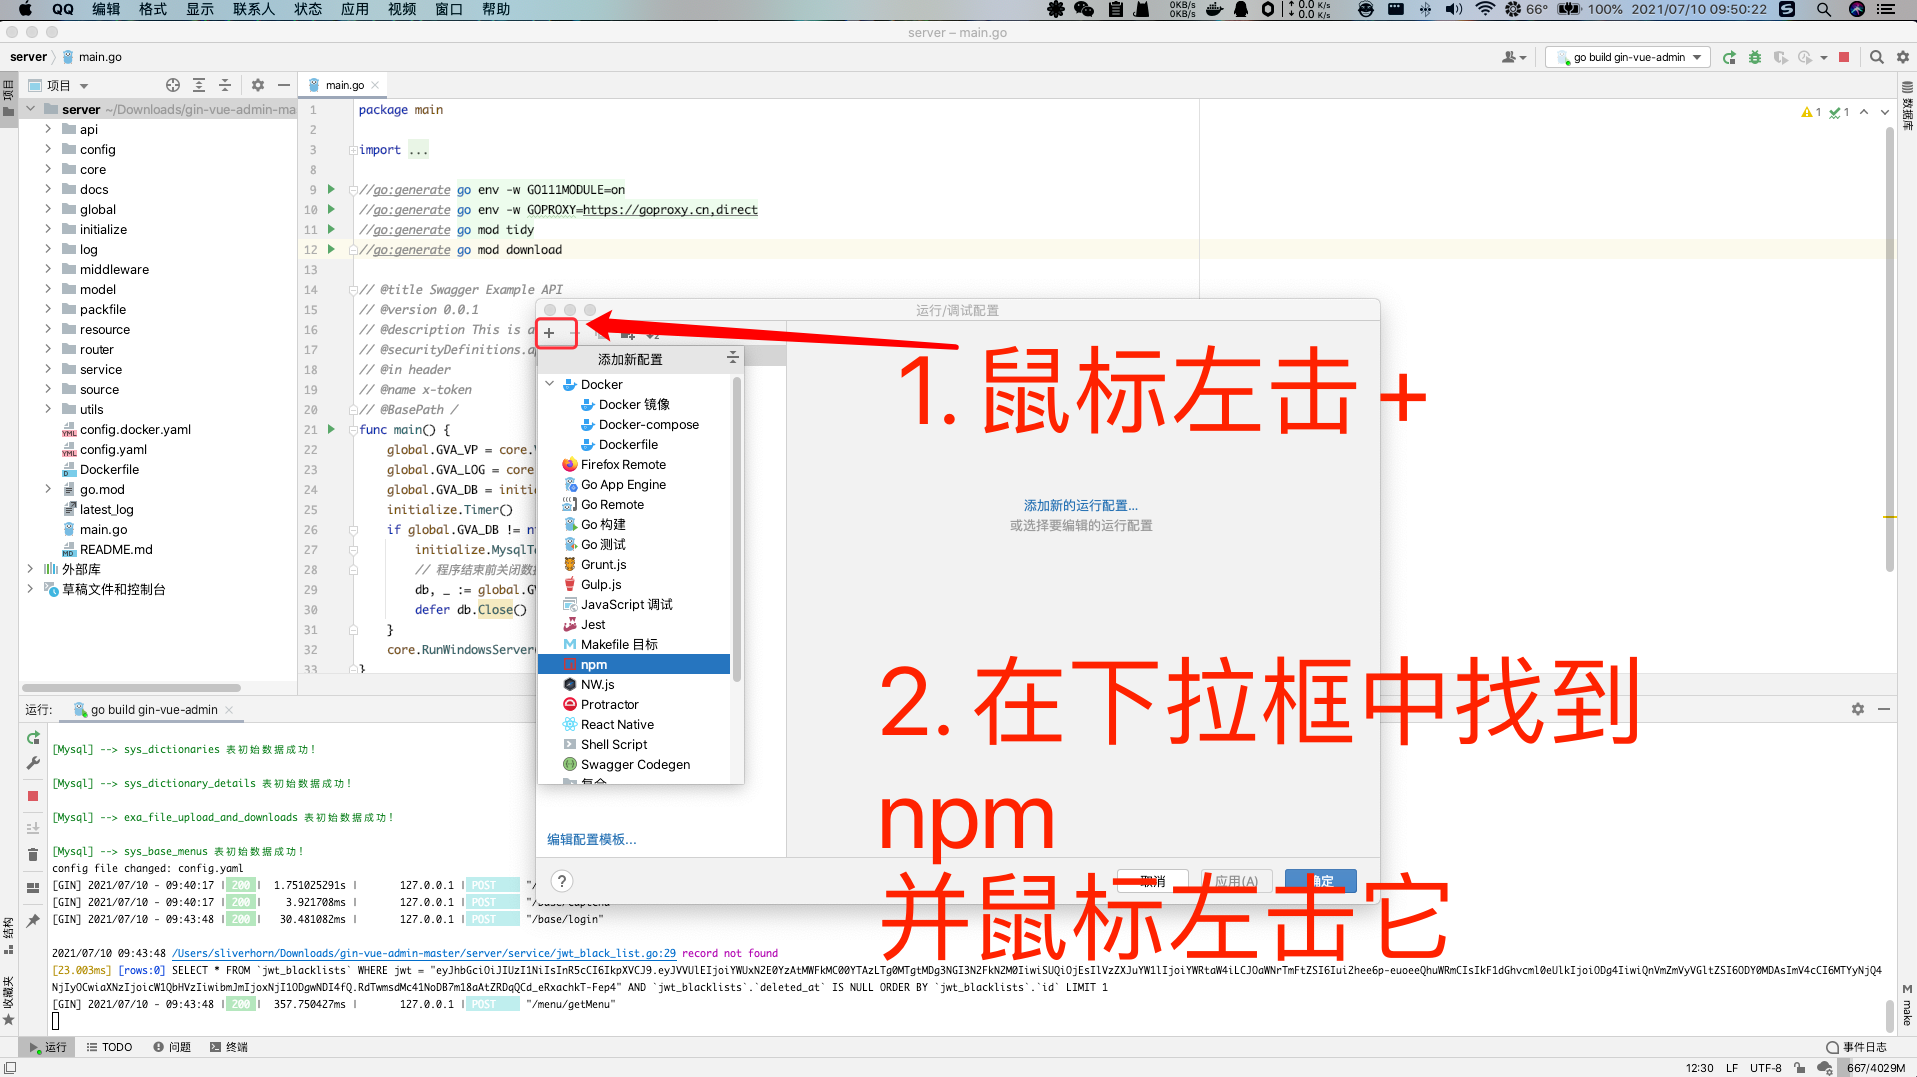 QQ 编辑 格式 显示 联系人 状态 应用 视频 窗口 帮助
0KB/s
0KB/s
0.0 K/s
0.0 K/s
66° 100% 2021/07/10 09:50:22
server – main.go
server main.go
go build gin-vue-admin
项目
项目
main.go
server ~/Downloads/gin-vue-admin-ma
api
config
core
docs
global
initialize
log
middleware
model
packfile
resource
router
service
source
utils
config.docker.yaml
config.yaml
Dockerfile
go.mod
latest_log
main.go
README.md
外部库
草稿文件和控制台
1 package main
2
3 import ...
8
9 //go:generate go env -w GO111MODULE=on
10 //go:generate go env -w GOPROXY=https://goproxy.cn,direct
11 //go:generate go mod tidy
12 //go:generate go mod download
13
14 // @title Swagger Example API
15 // @version 0.0.1
16 // @description This is a
17 // @securityDefinitions.ap
18 // @in header
19 // @name x-token
20 // @BasePath /
21 func main() {
22 global.GVA_VP = core.V
23 global.GVA_LOG = core
24 global.GVA_DB = initi
25 initialize.Timer()
26 if global.GVA_DB != n
27 initialize.MysqlT
28 // 程序结束前关闭数
29 db, _ := global.G
30 defer db.Close()
31 }
32 core.RunWindowsServer
33 }
1 1
数据库
运行/调试配置
添加新配置
Docker
Docker 镜像
Docker-compose
Dockerfile
Firefox Remote
Go App Engine
Go Remote
Go 构建
Go 测试
Grunt.js
Gulp.js
JavaScript 调试
Jest
Makefile 目标
npm
NW.js
Protractor
React Native
Shell Script
Swagger Codegen
复合
1. 鼠标左击 +
添加新的运行配置...
或选择要编辑的运行配置
2. 在下拉框中找到
npm
并鼠标左击它
编辑配置模板...
?
取消 应用(A) 确定
运行: go build gin-vue-admin
[Mysql] --> sys_dictionaries 表初始数据成功!
[Mysql] --> sys_dictionary_details 表初始数据成功!
[Mysql] --> exa_file_upload_and_downloads 表初始数据成功!
[Mysql] --> sys_base_menus 表初始数据成功!
config file changed: config.yaml
[GIN] 2021/07/10 - 09:40:17 | 200 | 1.751025291s | 127.0.0.1 | POST "/
[GIN] 2021/07/10 - 09:40:17 | 200 | 3.921708ms | 127.0.0.1 | POST "/base/captcha"
[GIN] 2021/07/10 - 09:43:48 | 200 | 30.481082ms | 127.0.0.1 | POST "/base/login"
2021/07/10 09:43:48 /Users/sliverhorn/Downloads/gin-vue-admin-master/server/service/jwt_black_list.go:29 record not found
[23.003ms] [rows:0] SELECT * FROM `jwt_blacklists` WHERE jwt = 
" AND `jwt_blacklists`.`deleted_at` IS NULL ORDER BY `jwt_blacklists`.`id` LIMIT 1
[GIN] 2021/07/10 - 09:43:48 | 200 | 357.750427ms | 127.0.0.1 | POST "/menu/getMenu"
结构
收藏夹
make
运行 TODO 问题 终端
事件日志
12:30 LF UTF-8 667/4029M